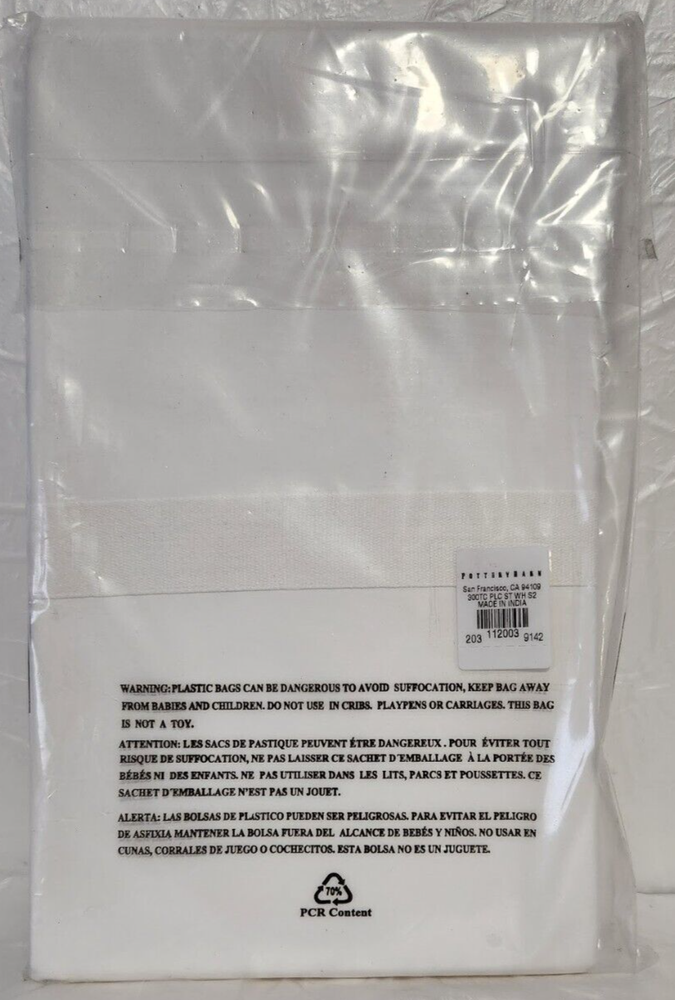 POTTERY BARN
San Francisco, CA 94109
300TC PLC ST WH S2
MADE IN INDIA
203 112003 9142
WARNING: PLASTIC BAGS CAN BE DANGEROUS TO AVOID SUFFOCATION, KEEP BAG AWAY
FROM BABIES AND CHILDREN. DO NOT USE IN CRIBS. PLAYPENS OR CARRIAGES. THIS BAG
IS NOT A TOY.
ATTENTION: LES SACS DE PASTIQUE PEUVENT ÉTRE DANGEREUX . POUR ÉVITER TOUT
RISQUE DE SUFFOCATION, NE PAS LAISSER CE SACHET D'EMBALLAGE À LA PORTÉE DES
BÉBÉS NI DES ENFANTS. NE PAS UTILISER DANS LES LITS, PARCS ET POUSSETTES. CE
SACHET D'EMBALLAGE N'EST PAS UN JOUET.
ALERTA: LAS BOLSAS DE PLASTICO PUEDEN SER PELIGROSAS. PARA EVITAR EL PELIGRO
DE ASFIXIA MANTENER LA BOLSA FUERA DEL ALCANCE DE BEBÉS Y NIÑOS. NO USAR EN
CUNAS, CORRALES DE JUEGO O COCHECITOS. ESTA BOLSA NO ES UN JUGUETE.
70%
PCR Content